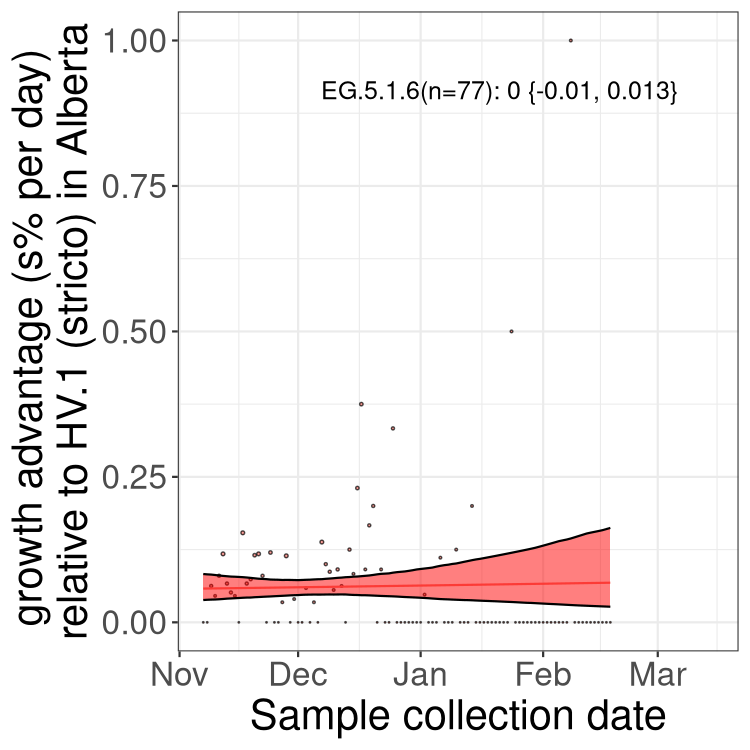 growth advantage (s% per day)
relative to HV.1 (stricto) in Alberta
1.00
0.75
0.50
0.25
0.00
EG.5.1.6(n=77): 0 {-0.01, 0.013}
Nov Dec Jan Feb Mar
Sample collection date